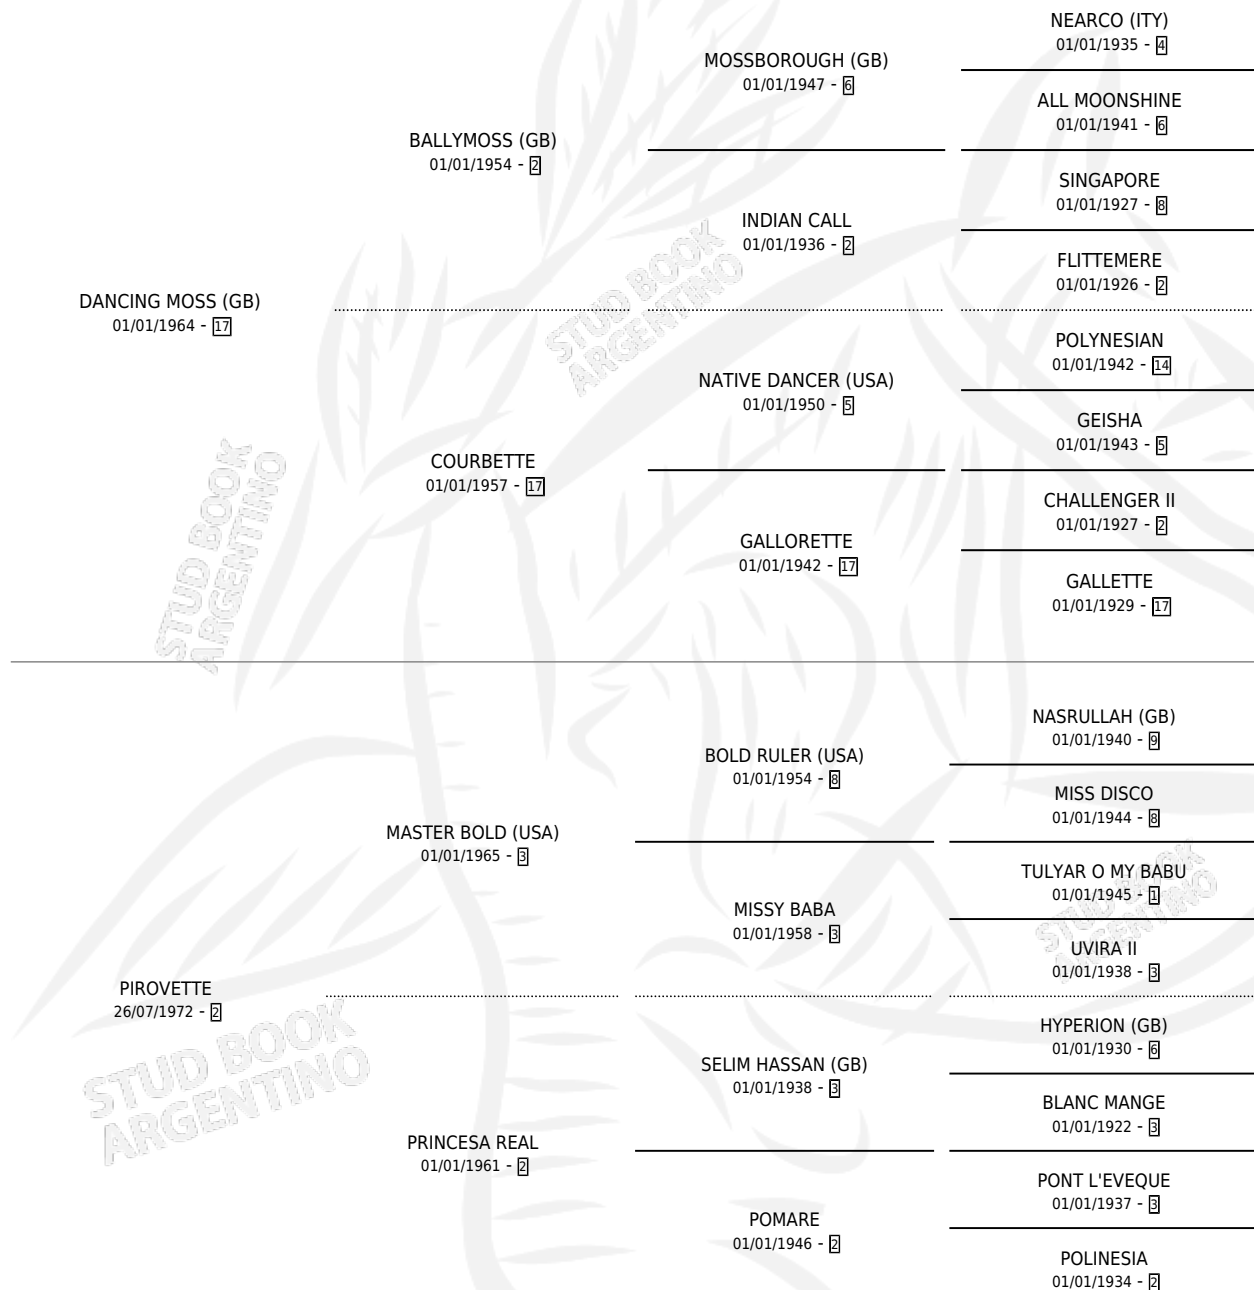 NEARCO (ITY)
01/01/1935 - 4
MOSSBOROUGH (GB)
01/01/1947 - 6
ALL MOONSHINE
01/01/1941 - 6
BALLYMOSS (GB)
01/01/1954 - 2
SINGAPORE
01/01/1927 - 8
INDIAN CALL
01/01/1936 - 2
FLITTEMERE
01/01/1926 - 2
DANCING MOSS (GB)
01/01/1964 - 17
POLYNESIAN
01/01/1942 - 14
NATIVE DANCER (USA)
01/01/1950 - 5
GEISHA
01/01/1943 - 5
COURBETTE
01/01/1957 - 17
CHALLENGER II
01/01/1927 - 2
GALLORETTE
01/01/1942 - 17
GALLETTE
01/01/1929 - 17
NASRULLAH (GB)
01/01/1940 - 9
BOLD RULER (USA)
01/01/1954 - 8
MISS DISCO
01/01/1944 - 8
MASTER BOLD (USA)
01/01/1965 - 3
TULYAR O MY BABU
01/01/1945 - 1
MISSY BABA
01/01/1958 - 3
UVIRA II
01/01/1938 - 3
PIROVETTE
26/07/1972 - 2
HYPERION (GB)
01/01/1930 - 6
SELIM HASSAN (GB)
01/01/1938 - 3
BLANC MANGE
01/01/1922 - 3
PRINCESA REAL
01/01/1961 - 2
PONT L'EVEQUE
01/01/1937 - 3
POMARE
01/01/1946 - 2
POLINESIA
01/01/1934 - 2
STUD BOOK
ARGENTINO
STUD BOOK
ARGENTINO
STUD BOOK
ARGENTINO
STUD BOOK
ARGENTINO